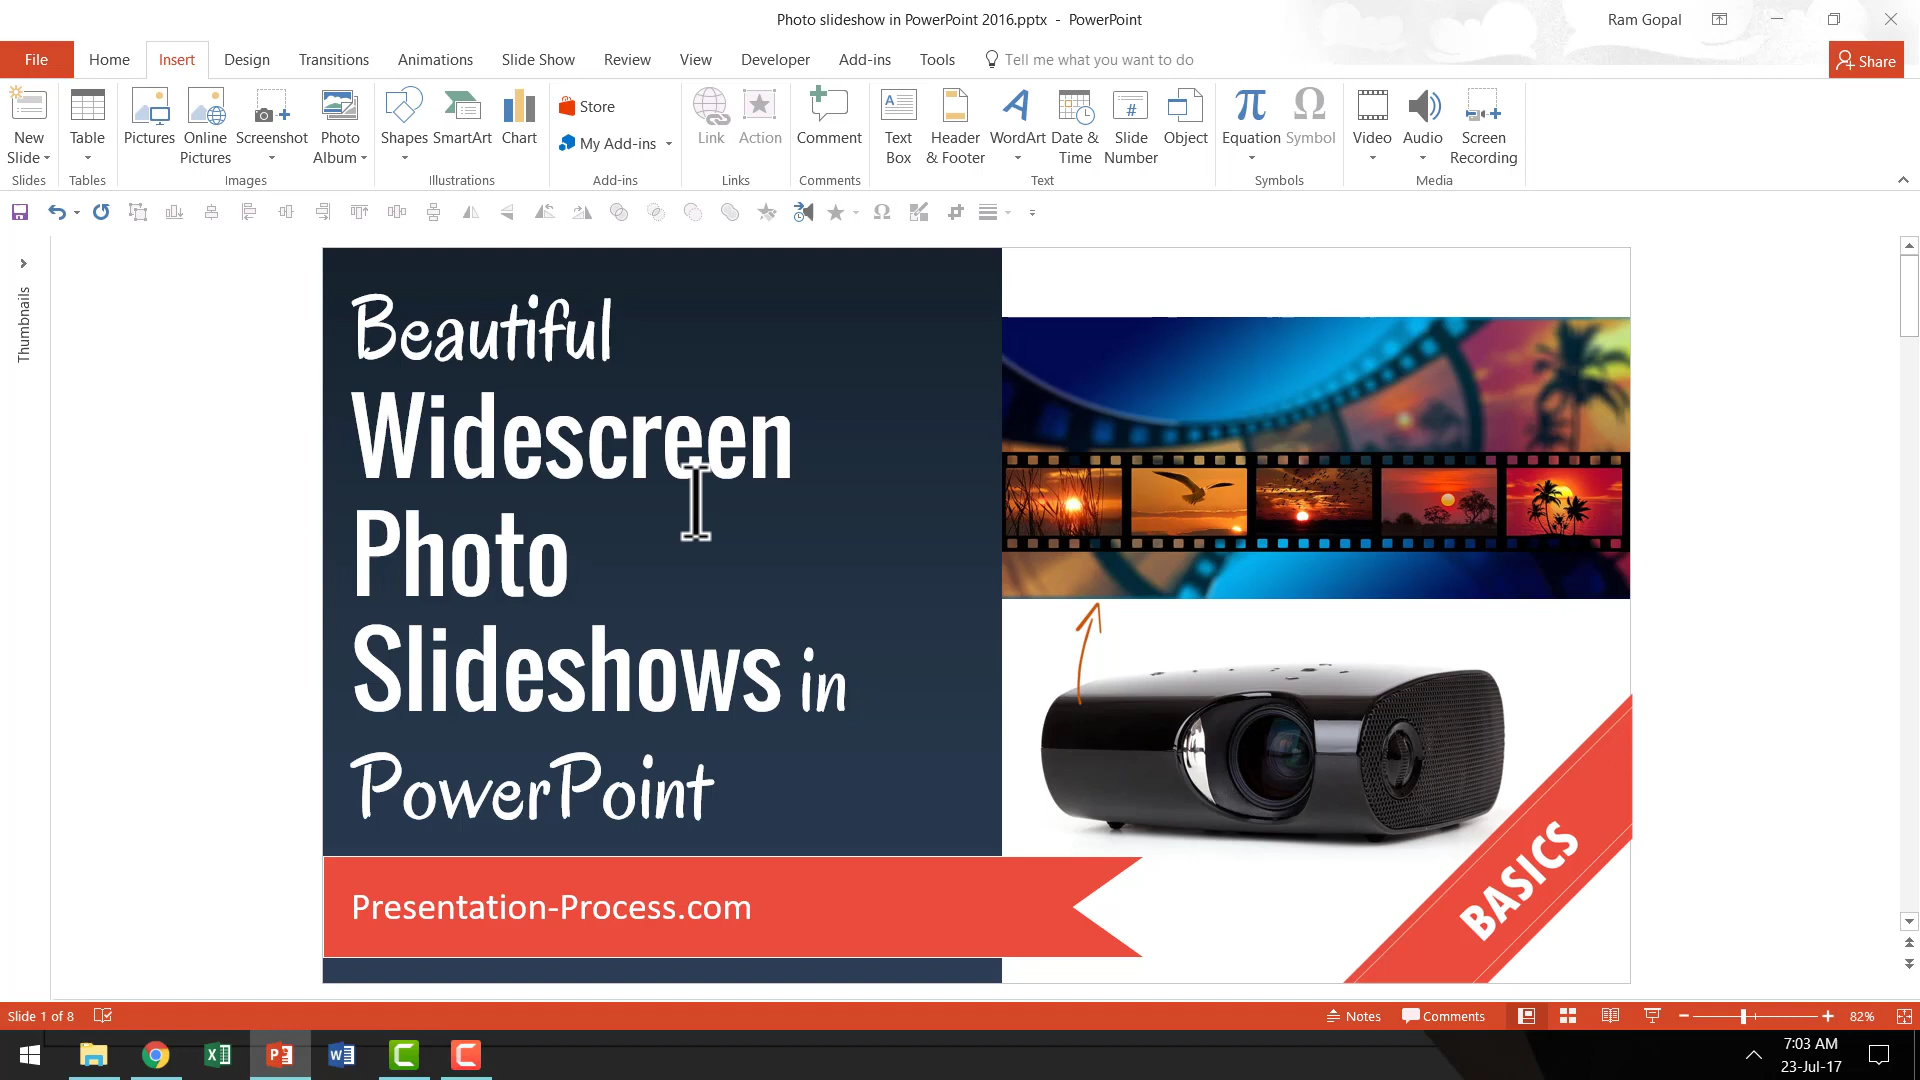 Photo slideshow in PowerPoint 2016.pptx - PowerPoint
Ram Gopal
File Home Insert Design Transitions Animations Slide Show Review View Developer Add-ins Tools Tell me what you want to do
Share
New Slide
Table
Pictures
Online Pictures
Screenshot
Photo Album
Shapes
SmartArt
Chart
Store
My Add-ins
Link
Action
Comment
Text Box
Header & Footer
WordArt
Date & Time
Slide Number
Object
Equation
Symbol
Video
Audio
Screen Recording
Slides Tables Images Illustrations Add-ins Links Comments Text Symbols Media
Thumbnails
Beautiful
Widescreen
Photo
Slideshows in
PowerPoint
Presentation-Process.com
BASICS
Slide 1 of 8
Notes
Comments
82%
7:03 AM
23-Jul-17